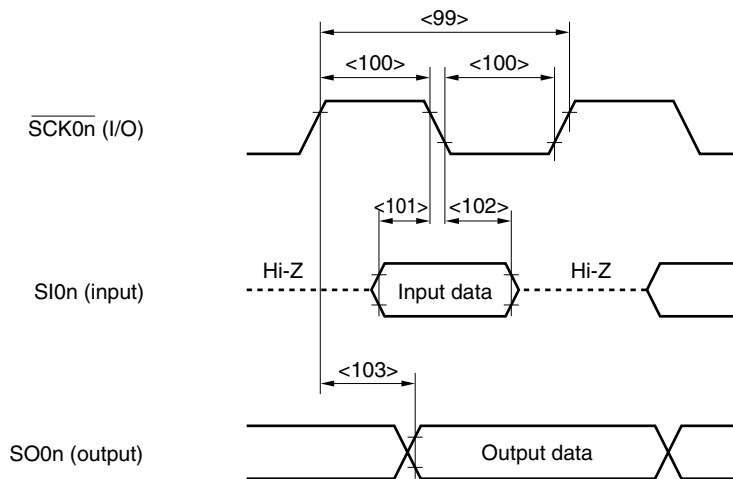 <99>
<100> <100>
SCK0n (I/O)
<101> <102>
Hi-Z Hi-Z
SI0n (input) Input data
<103>
SO0n (output) Output data